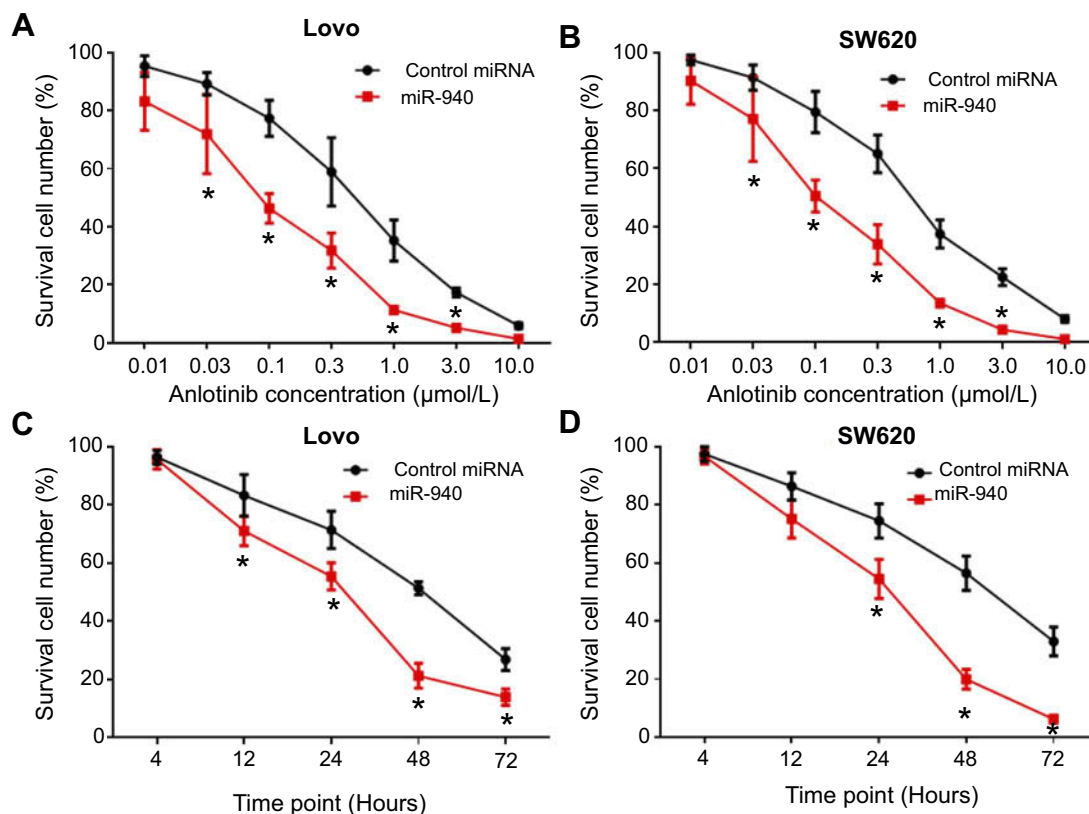 A
Lovo
Control miRNA
miR-940
Survival cell number (%)
100
80
60
40
20
0
*
*
*
*
*
0.01 0.03 0.1 0.3 1.0 3.0 10.0
Anlotinib concentration (µmol/L)
B
SW620
Control miRNA
miR-940
Survival cell number (%)
100
80
60
40
20
0
*
*
*
*
*
0.01 0.03 0.1 0.3 1.0 3.0 10.0
Anlotinib concentration (µmol/L)
C
Lovo
Control miRNA
miR-940
Survival cell number (%)
100
80
60
40
20
0
*
*
*
*
4 12 24 48 72
Time point (Hours)
D
SW620
Control miRNA
miR-940
Survival cell number (%)
100
80
60
40
20
0
*
*
*
4 12 24 48 72
Time point (Hours)